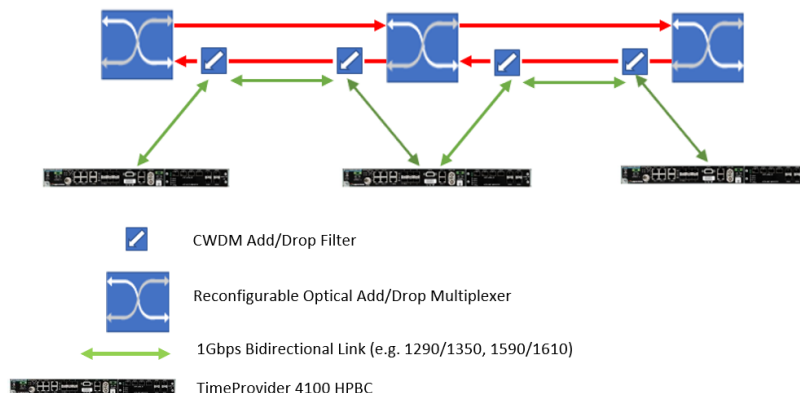 CWDM Add/Drop Filter
Reconfigurable Optical Add/Drop Multiplexer
1Gbps Bidirectional Link (e.g. 1290/1350, 1590/1610)
TimeProvider 4100 HPBC